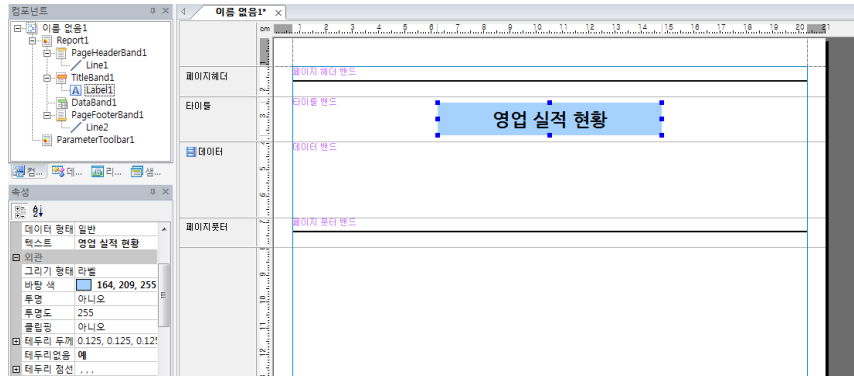 컴포넌트
이름 없음1
Report1
PageHeaderBand1
Line1
TitleBand1
Label1
DataBand1
PageFooterBand1
Line2
ParameterToolbar1
컴... 데... 리... 샘...
속성
데이터 형태 일반
텍스트 영업 실적 현황
외관
그리기 형태 라벨
바탕 색 164, 209, 255
투명 아니오
투명도 255
클립핑 아니오
테두리 두께 0.125, 0.125, 0.125
테두리없음 예
테두리 점선 , , ,
이름 없음1*
cm 1 2 3 4 5 6 7 8 9 10 11 12 13 14 15 16 17 18 19 20 21
페이지헤더
페이지 헤더 밴드
타이틀
타이틀 밴드
영업 실적 현황
데이터
데이터 밴드
페이지풋터
페이지 풋터 밴드